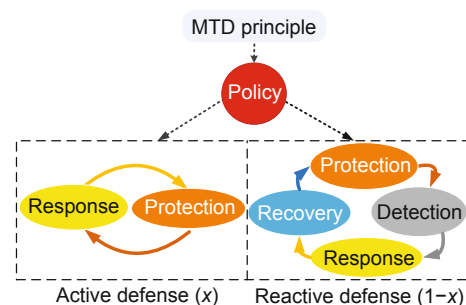 MTD principle
Policy
Response
Protection
Protection
Recovery
Detection
Response
Active defense (x)
Reactive defense (1−x)